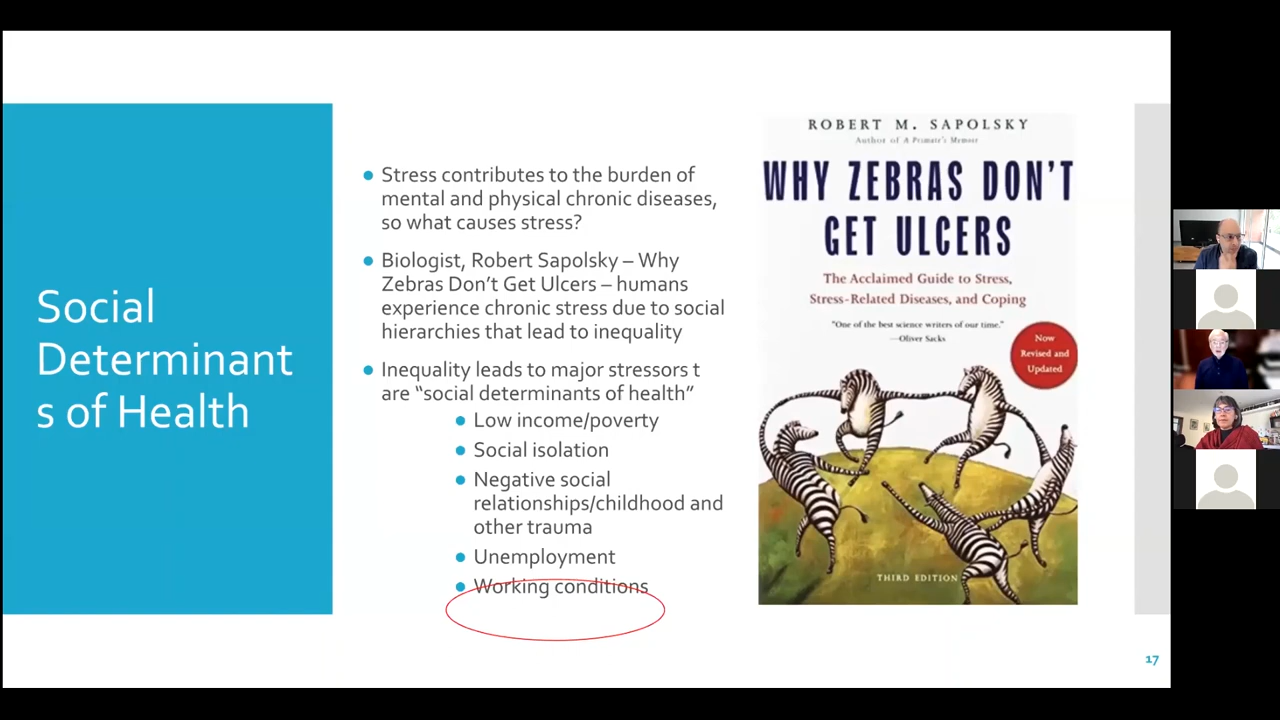 Social
Determinant
s of Health
Stress contributes to the burden of
mental and physical chronic diseases,
so what causes stress?
Biologist, Robert Sapolsky – Why
Zebras Don't Get Ulcers – humans
experience chronic stress due to social
hierarchies that lead to inequality
Inequality leads to major stressors t
are “social determinants of health”
Low income/poverty
Social isolation
Negative social
relationships/childhood and
other trauma
Unemployment
Working conditions
ROBERT M. SAPOLSKY
Author of A Primate's Memoir
WHY ZEBRAS DON'T
GET ULCERS
The Acclaimed Guide to Stress,
Stress-Related Diseases, and Coping
"One of the best science writers of our time."
—Oliver Sacks
Now
Revised and
Updated
THIRD EDITION
17